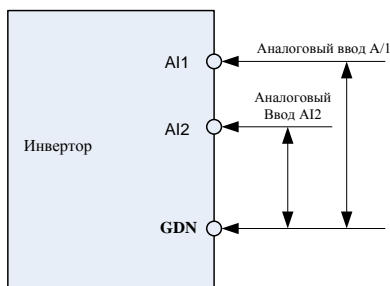 AI1
Аналоговый ввод A/1
Аналоговый
Ввод AI2
AI2
Инвертор
GDN